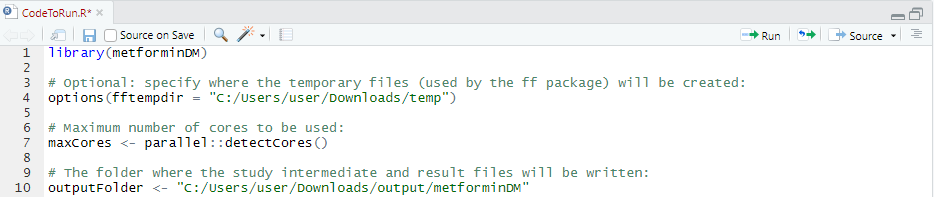 CodeToRun.R* ×
Source on Save Run Source
1 library(metforminDM)
2
3 # Optional: specify where the temporary files (used by the ff package) will be created:
4 options(fftempdir = "C:/Users/user/Downloads/temp")
5
6 # Maximum number of cores to be used:
7 maxCores <- parallel::detectCores()
8
9 # The folder where the study intermediate and result files will be written:
10 outputFolder <- "C:/Users/user/Downloads/output/metforminDM"